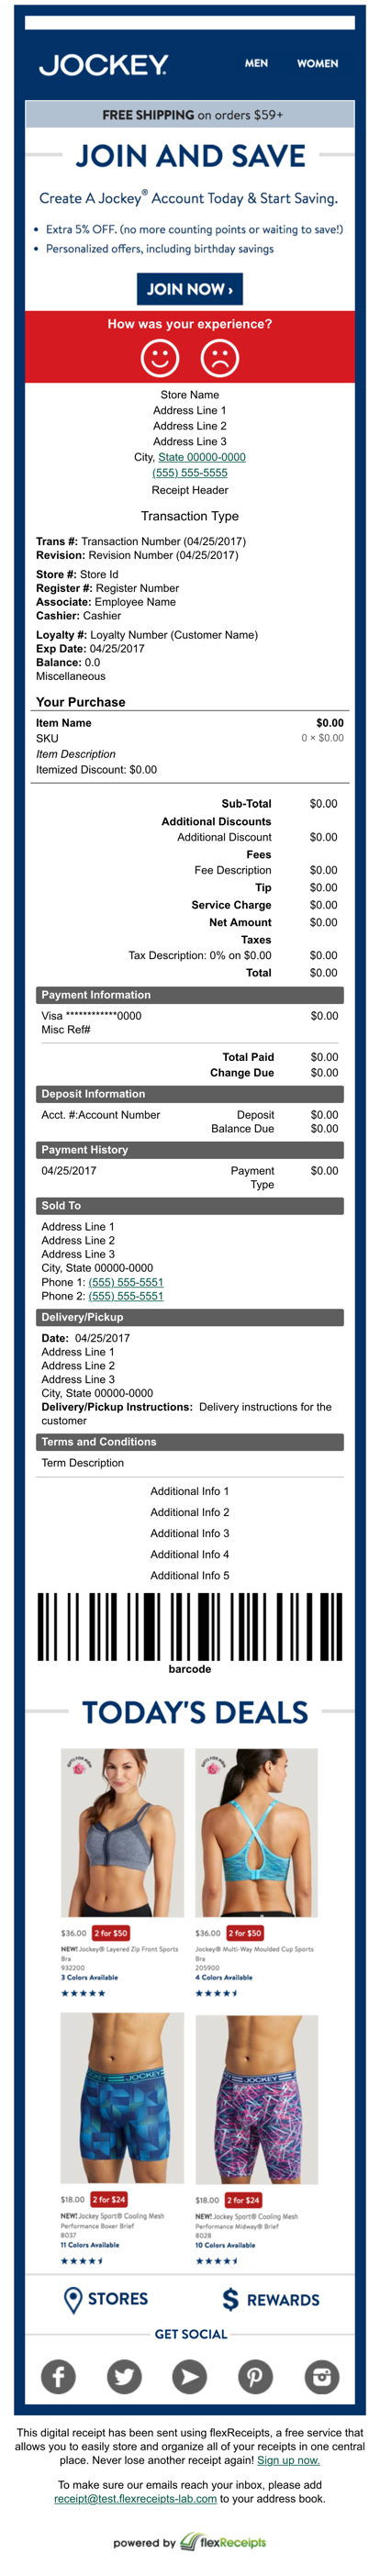 JOCKEY.
MEN WOMEN
FREE SHIPPING on orders $59+
JOIN AND SAVE
Create A Jockey® Account Today & Start Saving.
• Extra 5% OFF. (no more counting points or waiting to save!)
• Personalized offers, including birthday savings
JOIN NOW ›
How was your experience?
Store Name
Address Line 1
Address Line 2
Address Line 3
City, State 00000-0000
(555) 555-5555
Receipt Header
Transaction Type
Trans #: Transaction Number (04/25/2017)
Revision: Revision Number (04/25/2017)
Store #: Store Id
Register #: Register Number
Associate: Employee Name
Cashier: Cashier
Loyalty #: Loyalty Number (Customer Name)
Exp Date: 04/25/2017
Balance: 0.0
Miscellaneous
Your Purchase
Item Name $0.00
SKU 0 × $0.00
Item Description
Itemized Discount: $0.00
Sub-Total $0.00
Additional Discounts
Additional Discount $0.00
Fees
Fee Description $0.00
Tip $0.00
Service Charge $0.00
Net Amount $0.00
Taxes
Tax Description: 0% on $0.00 $0.00
Total $0.00
Payment Information
Visa ************0000 $0.00
Misc Ref#
Total Paid $0.00
Change Due $0.00
Deposit Information
Acct. #:Account Number Deposit $0.00
Balance Due $0.00
Payment History
04/25/2017 Payment $0.00
Type
Sold To
Address Line 1
Address Line 2
Address Line 3
City, State 00000-0000
Phone 1: (555) 555-5551
Phone 2: (555) 555-5551
Delivery/Pickup
Date: 04/25/2017
Address Line 1
Address Line 2
Address Line 3
City, State 00000-0000
Delivery/Pickup Instructions: Delivery instructions for the
customer
Terms and Conditions
Term Description
Additional Info 1
Additional Info 2
Additional Info 3
Additional Info 4
Additional Info 5
barcode
TODAY'S DEALS
GIFTS FOR MOM GIFTS FOR MOM
$36.00 2 for $50 $36.00 2 for $50
NEW! Jockey® Layered Zip Front Sports Jockey® Multi-Way Moulded Cup Sports
Bra Bra
932200 205900
3 Colors Available 4 Colors Available
JOCKEY JOCKEY
$18.00 2 for $24 $18.00 2 for $24
NEW! Jockey Sport® Cooling Mesh NEW! Jockey Sport® Cooling Mesh
Performance Boxer Brief Performance Midway® Brief
8037 8028
11 Colors Available 10 Colors Available
STORES $ REWARDS
GET SOCIAL
This digital receipt has been sent using flexReceipts, a free service that
allows you to easily store and organize all of your receipts in one central
place. Never lose another receipt again! Sign up now.
To make sure our emails reach your inbox, please add
receipt@test.flexreceipts-lab.com to your address book.
powered by flexReceipts